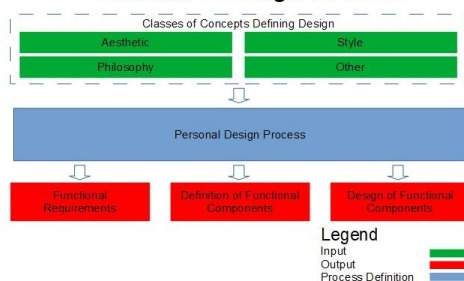 Classes of Concepts Defining Design
Aesthetic
Style
Philosophy
Other
Personal Design Process
Functional
Requirements
Definition of Functional
Components
Design of Functional
Components
Legend
Input
Output
Process Definition